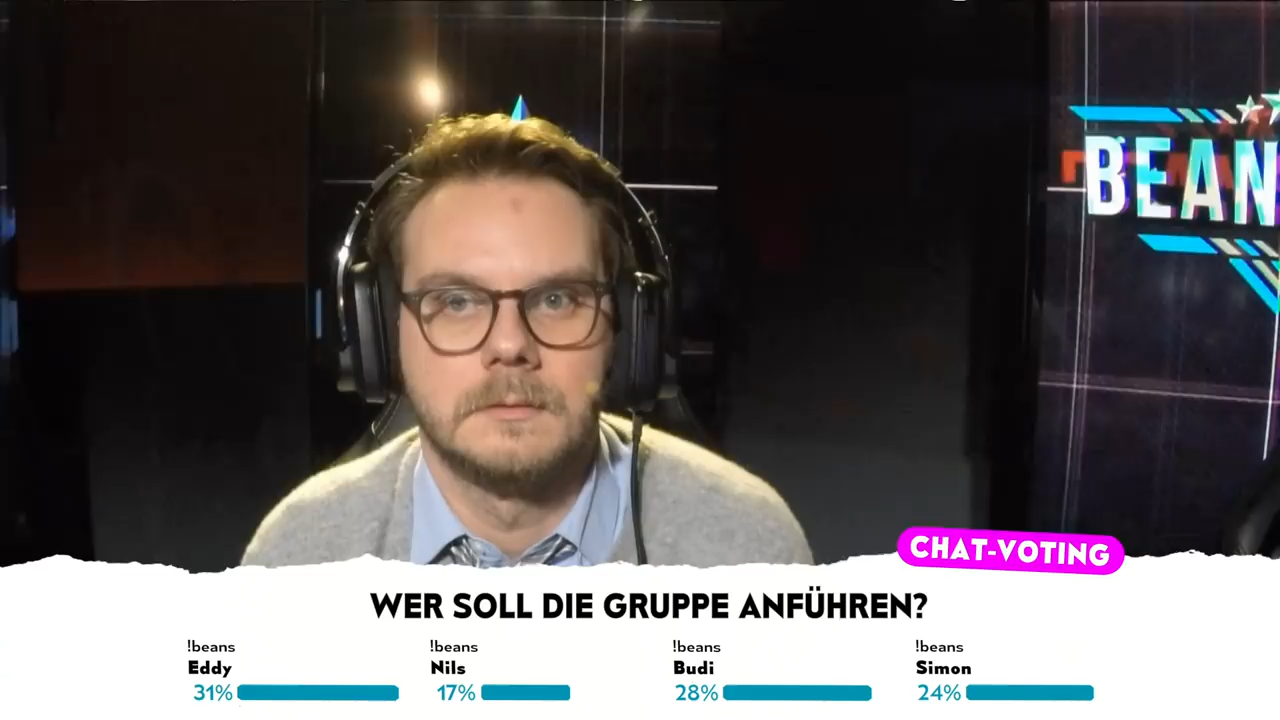 BEAN
CHAT-VOTING
WER SOLL DIE GRUPPE ANFÜHREN?
!beans
Eddy
31%
!beans
Nils
17%
!beans
Budi
28%
!beans
Simon
24%